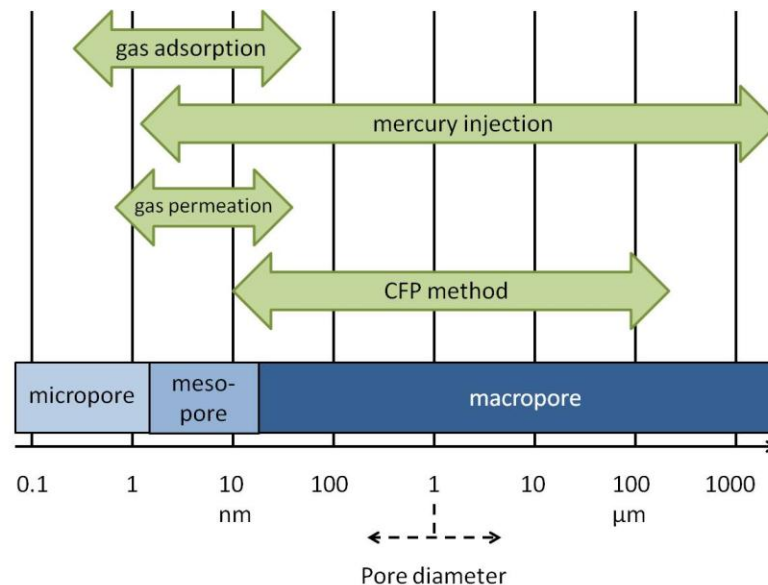 gas adsorption
mercury injection
gas permeation
CFP method
micropore
meso-
pore
macropore
0.1 1 10 100 1 10 100 1000
nm µm
Pore diameter